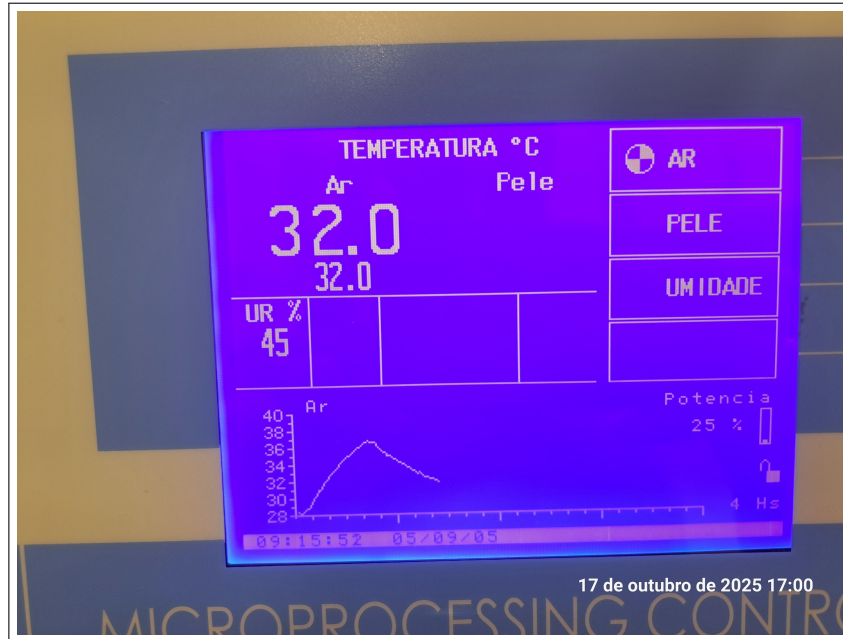 TEMPERATURA °C
Ar Pele
32.0
32.0
AR
PELE
UMIDADE
UR %
45
Potencia
25 %
Ar
40
38
36
34
32
30
28
4 Hs
09:15:52 05/09/05
17 de outubro de 2025 17:00
MICROPROCESSING CONTRO